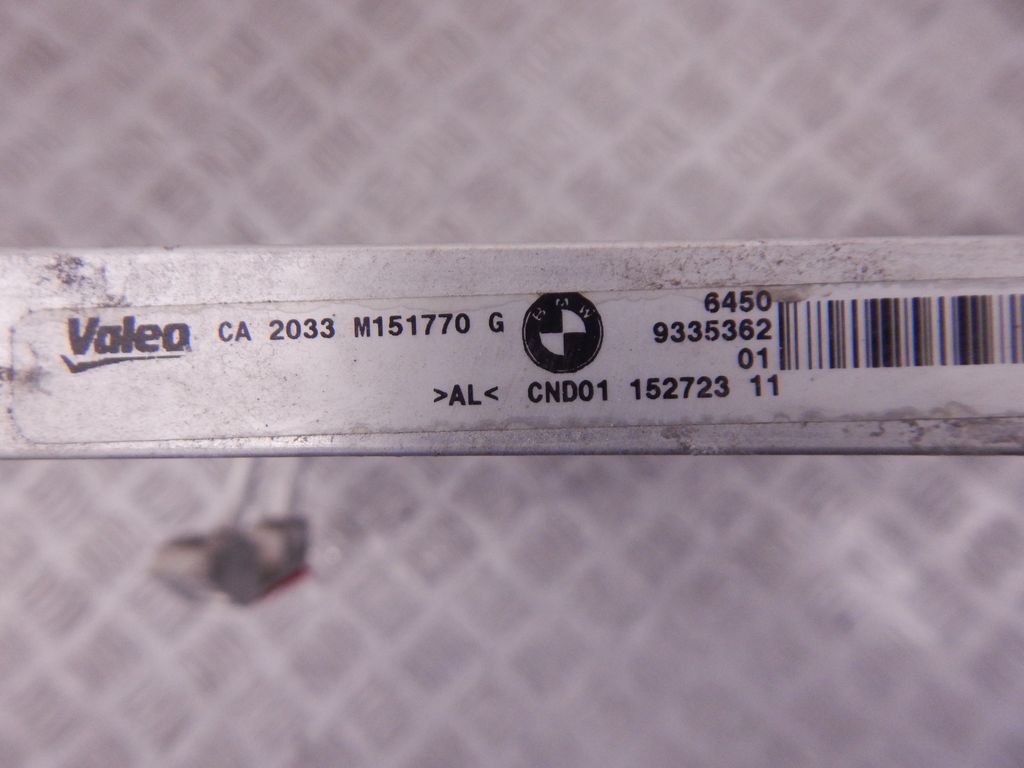 Valeo CA 2033 M151770 G BMW 6450
9335362
01
>AL< CND01 152723 11